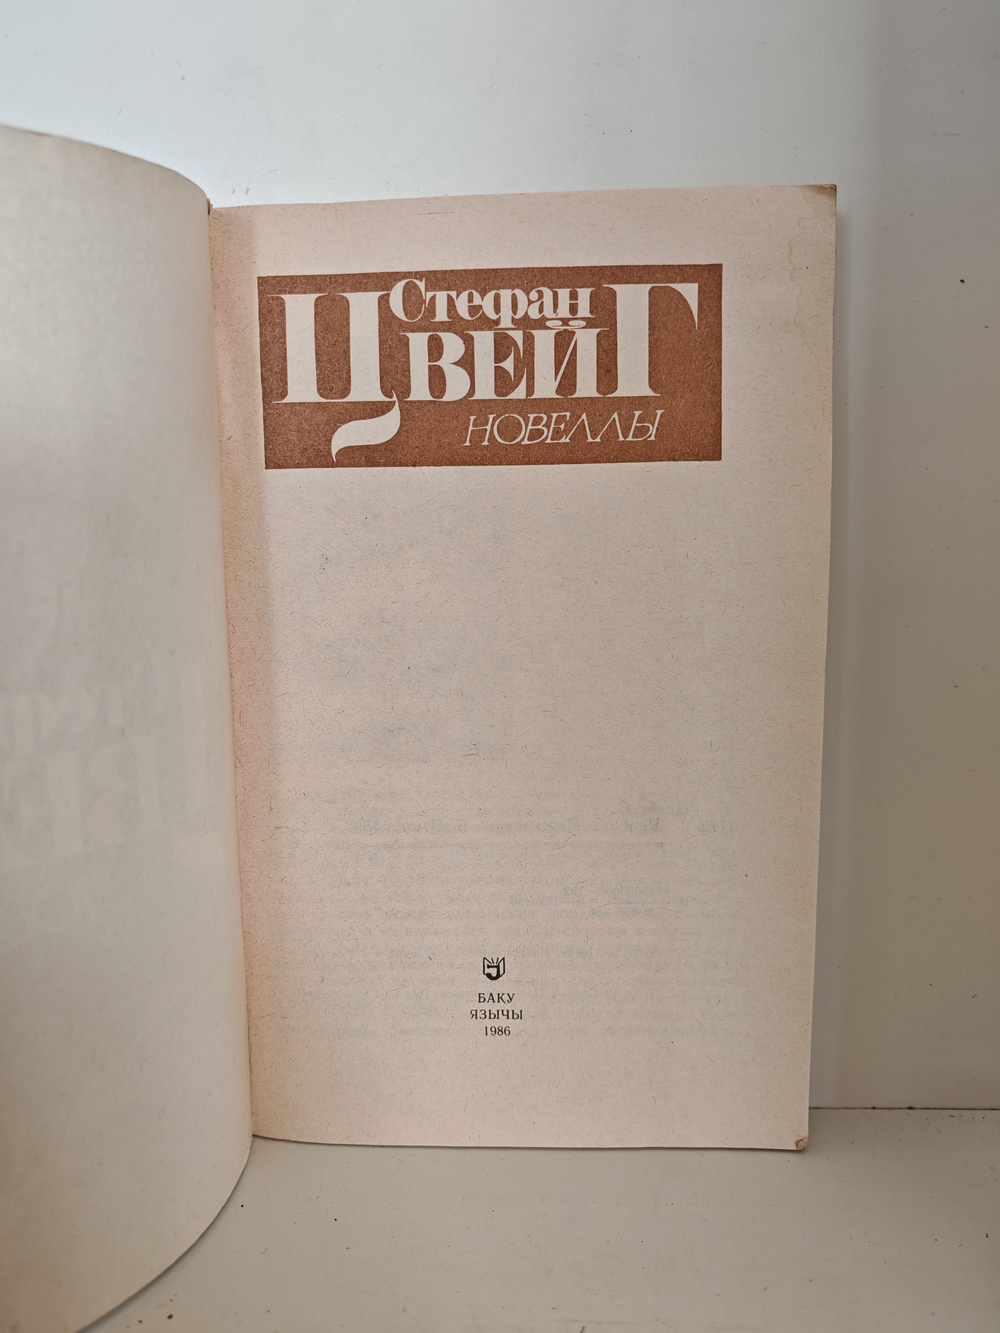 Стефан
ЦВЕЙГ
НОВЕЛЛЫ
БАКУ
ЯЗЫЧЫ
1986